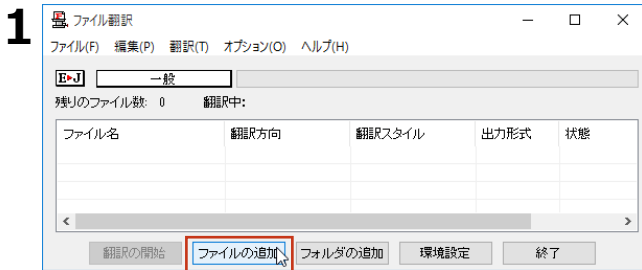 1
ファイル翻訳
ファイル(F) 編集(P) 翻訳(T) オプション(O) ヘルプ(H)
E▸J 一般
残りのファイル数: 0 翻訳中:
ファイル名 翻訳方向 翻訳スタイル 出力形式 状態
翻訳の開始 ファイルの追加 フォルダの追加 環境設定 終了